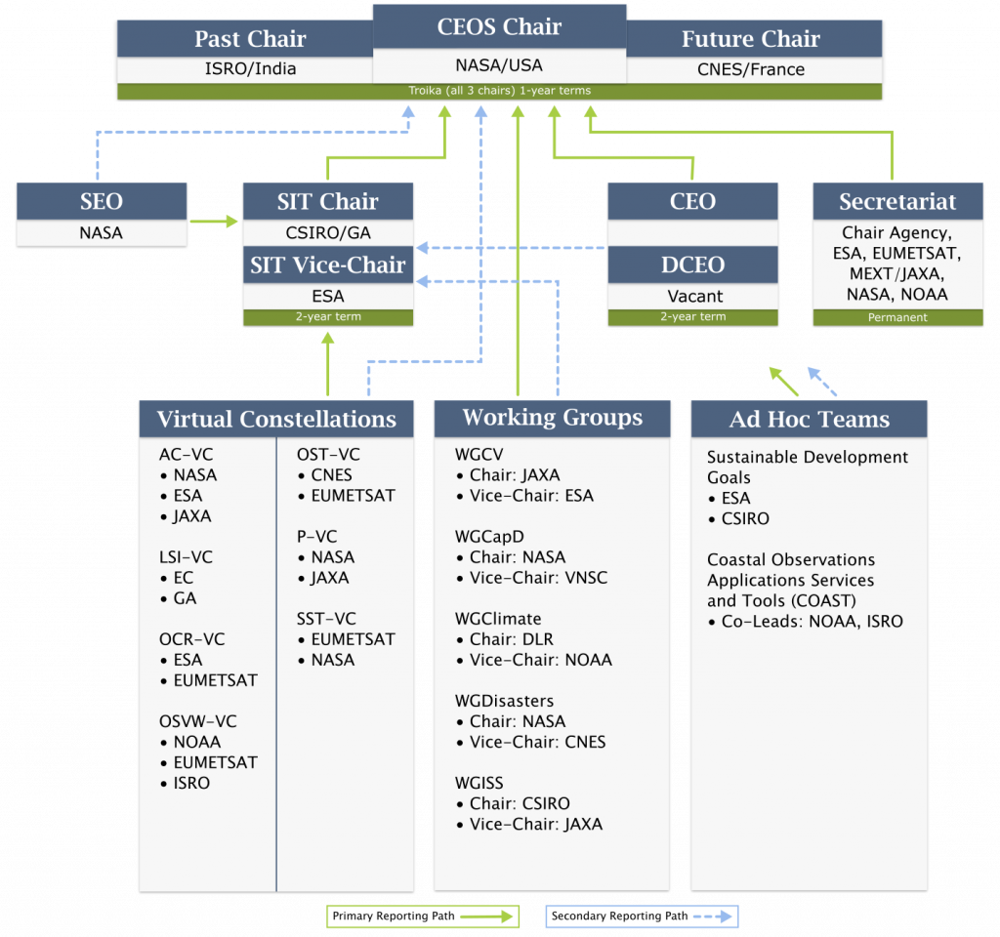 Past Chair
ISRO/India
CEOS Chair
NASA/USA
Future Chair
CNES/France
Troika (all 3 chairs) 1-year terms
SEO
NASA
SIT Chair
CSIRO/GA
SIT Vice-Chair
ESA
2-year term
CEO
DCEO
Vacant
2-year term
Secretariat
Chair Agency,
ESA, EUMETSAT,
MEXT/JAXA,
NASA, NOAA
Permanent
Virtual Constellations
AC-VC
• NASA
• ESA
• JAXA
LSI-VC
• EC
• GA
OCR-VC
• ESA
• EUMETSAT
OSVW-VC
• NOAA
• EUMETSAT
• ISRO
OST-VC
• CNES
• EUMETSAT
P-VC
• NASA
• JAXA
SST-VC
• EUMETSAT
• NASA
Working Groups
WGCV
• Chair: JAXA
• Vice-Chair: ESA
WGCapD
• Chair: NASA
• Vice-Chair: VNSC
WGClimate
• Chair: DLR
• Vice-Chair: NOAA
WGDisasters
• Chair: NASA
• Vice-Chair: CNES
WGISS
• Chair: CSIRO
• Vice-Chair: JAXA
Ad Hoc Teams
Sustainable Development
Goals
• ESA
• CSIRO
Coastal Observations
Applications Services
and Tools (COAST)
• Co-Leads: NOAA, ISRO
Primary Reporting Path
Secondary Reporting Path